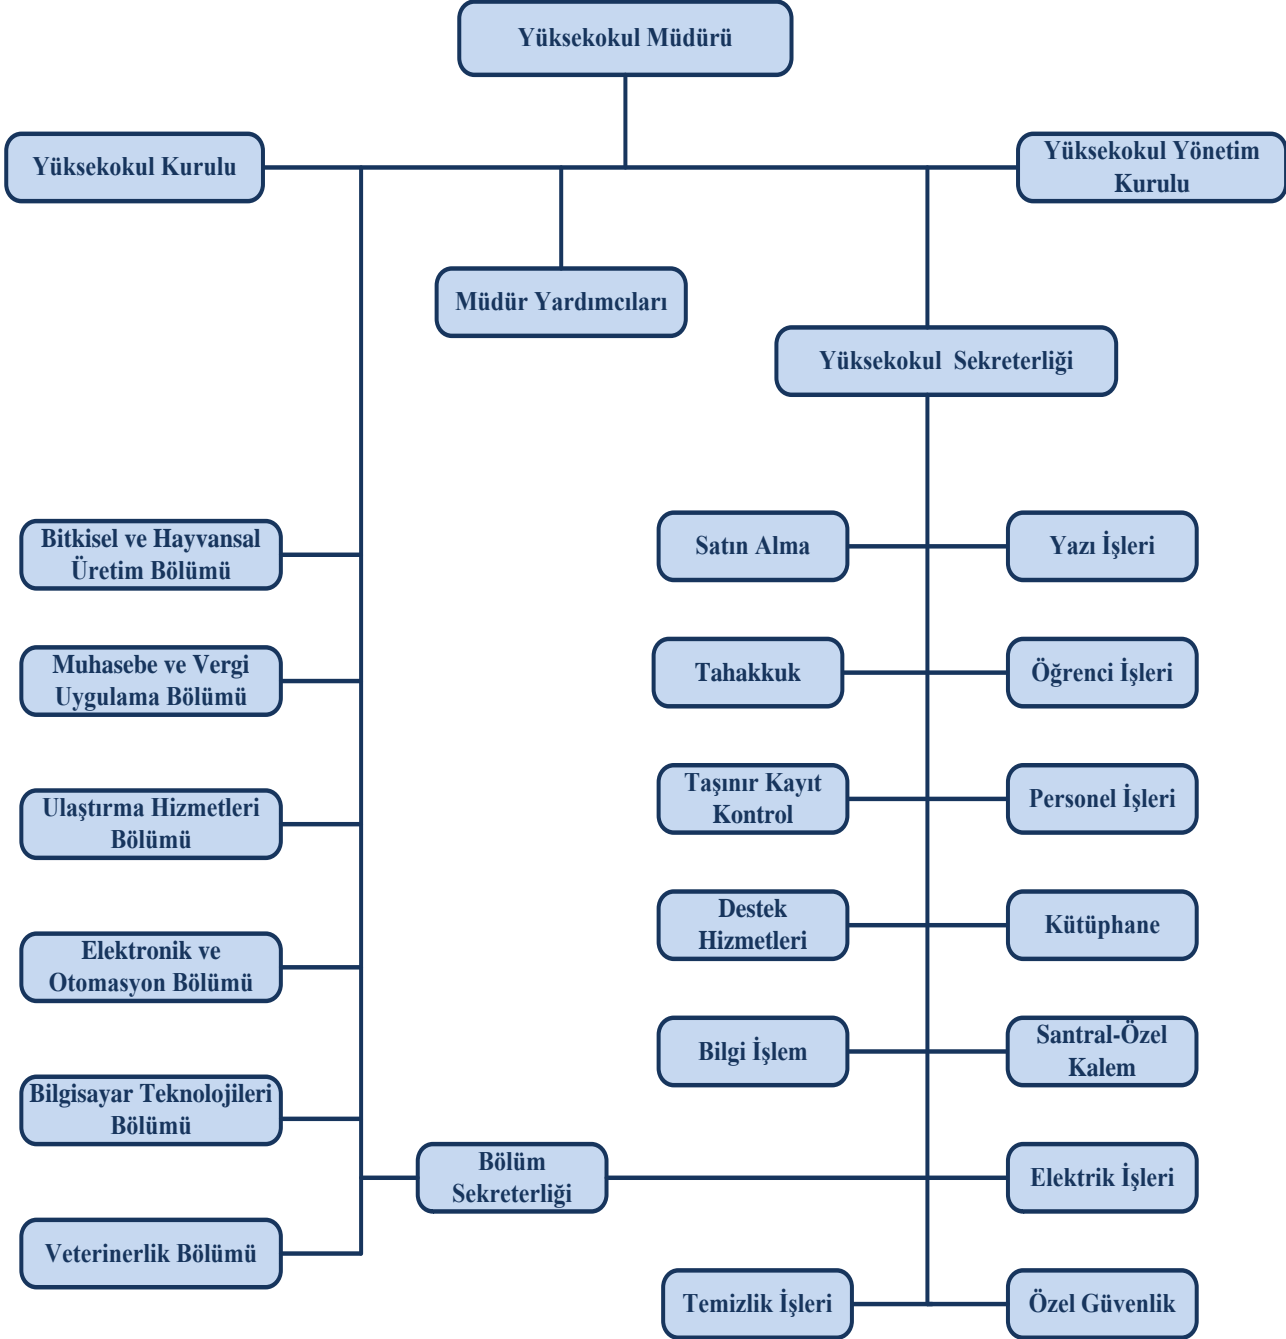 Yüksekokul Müdürü
Yüksekokul Kurulu
Yüksekokul Yönetim
Kurulu
Müdür Yardımcıları
Yüksekokul Sekreterliği
Bitkisel ve Hayvansal
Üretim Bölümü
Muhasebe ve Vergi
Uygulama Bölümü
Ulaştırma Hizmetleri
Bölümü
Elektronik ve
Otomasyon Bölümü
Bilgisayar Teknolojileri
Bölümü
Veterinerlik Bölümü
Bölüm
Sekreterliği
Satın Alma
Yazı İşleri
Tahakkuk
Öğrenci İşleri
Taşınır Kayıt
Kontrol
Personel İşleri
Destek
Hizmetleri
Kütüphane
Bilgi İşlem
Santral-Özel
Kalem
Elektrik İşleri
Temizlik İşleri
Özel Güvenlik